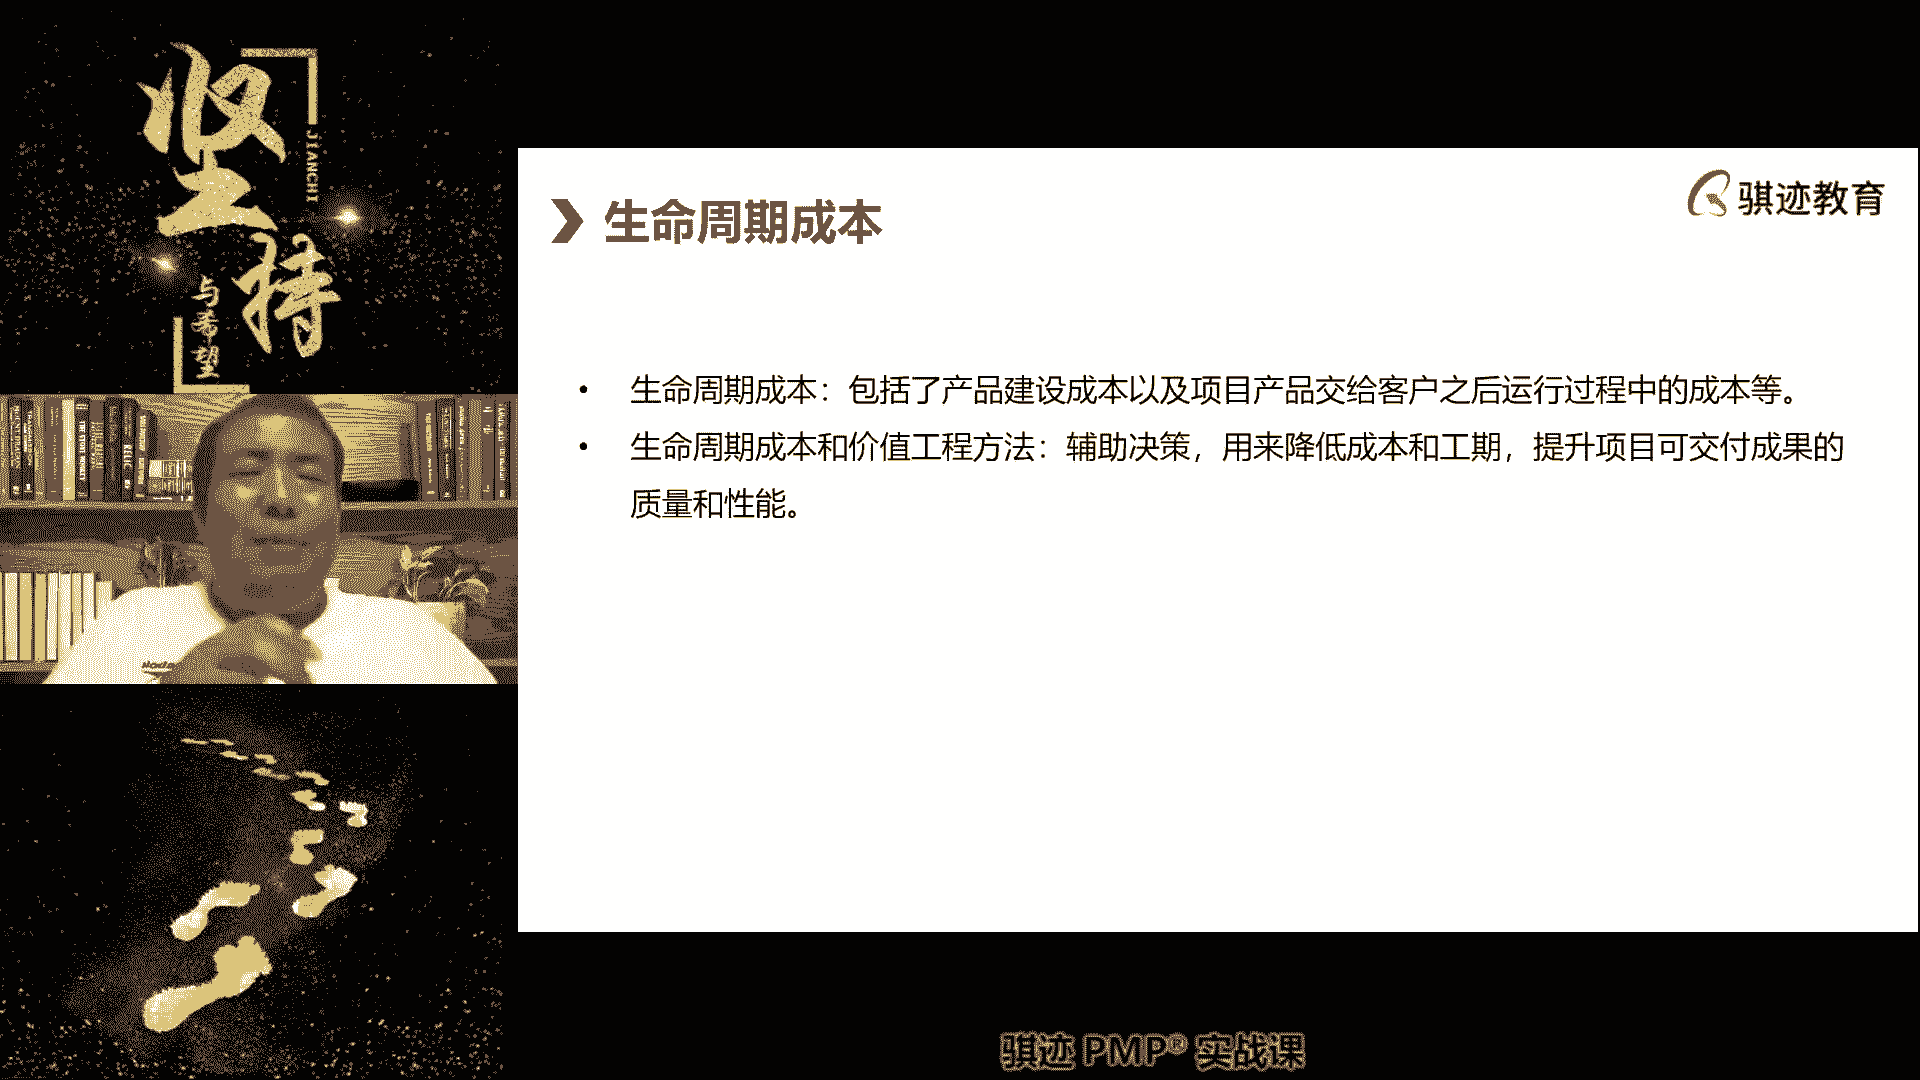 坚持
JIANCHI
与希望
骐迹教育
生命周期成本
• 生命周期成本：包括了产品建设成本以及项目产品交给客户之后运行过程中的成本等。
• 生命周期成本和价值工程方法：辅助决策，用来降低成本和工期，提升项目可交付成果的
质量和性能。
骐迹 PMP® 实战课